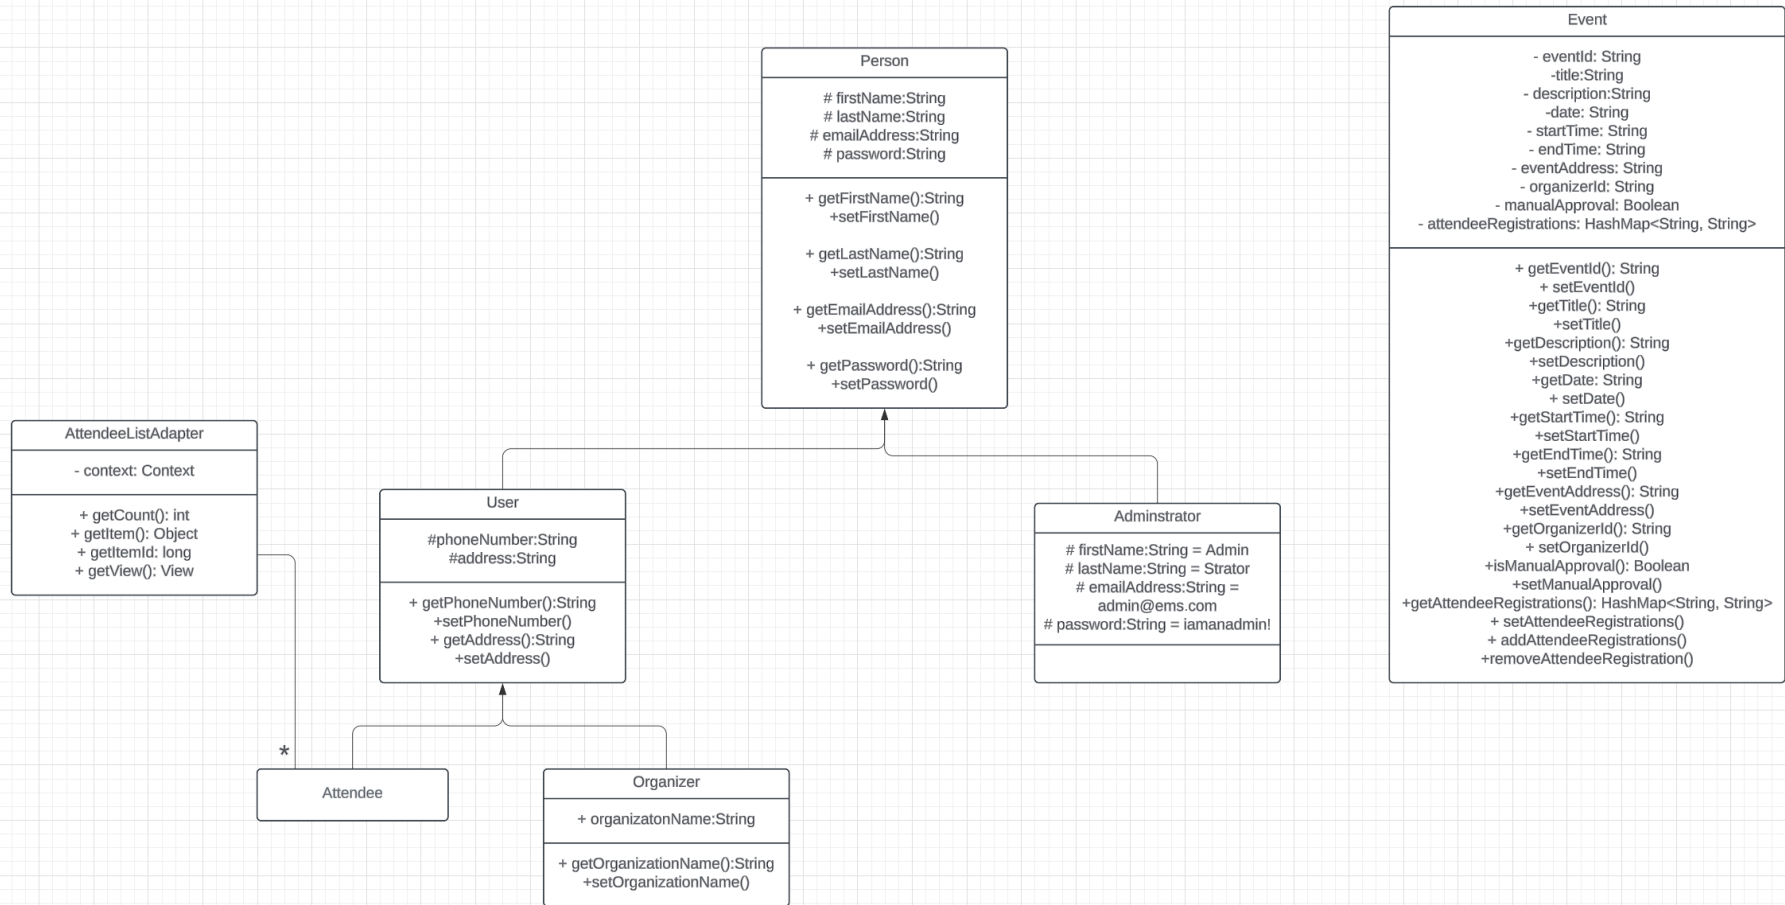 Person
# firstName:String
# lastName:String
# emailAddress:String
# password:String
+ getFirstName():String
+setFirstName()
+ getLastName():String
+setLastName()
+ getEmailAddress():String
+setEmailAddress()
+ getPassword():String
+setPassword()
Event
- eventId: String
-title:String
- description:String
-date: String
- startTime: String
- endTime: String
- eventAddress: String
- organizerId: String
- manualApproval: Boolean
- attendeeRegistrations: HashMap<String, String>
+ getEventId(): String
+ setEventId()
+getTitle(): String
+setTitle()
+getDescription(): String
+setDescription()
+getDate: String
+ setDate()
+getStartTime(): String
+setStartTime()
+getEndTime(): String
+setEndTime()
+getEventAddress(): String
+setEventAddress()
+getOrganizerId(): String
+ setOrganizerId()
+isManualApproval(): Boolean
+setManualApproval()
+getAttendeeRegistrations(): HashMap<String, String>
+ setAttendeeRegistrations()
+ addAttendeeRegistrations()
+removeAttendeeRegistration()
AttendeeListAdapter
- context: Context
+ getCount(): int
+ getItem(): Object
+ getItemId: long
+ getView(): View
User
#phoneNumber:String
#address:String
+ getPhoneNumber():String
+setPhoneNumber()
+ getAddress():String
+setAddress()
Adminstrator
# firstName:String = Admin
# lastName:String = Strator
# emailAddress:String =
admin@ems.com
# password:String = iamanadmin!
*
Attendee
Organizer
+ organizatonName:String
+ getOrganizationName():String
+setOrganizationName()